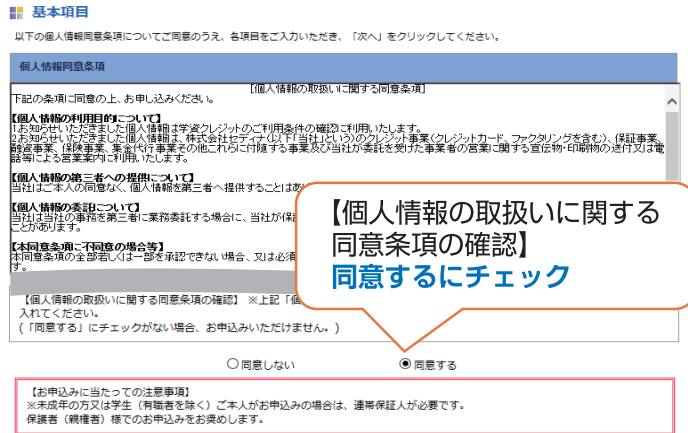 基本項目
以下の個人情報同意条項についてご同意のうえ、各項目をご入力いただき、「次へ」をクリックしてください。
個人情報同意条項
【個人情報の取扱いに関する同意条項】
下記の条項に同意の上、お申し込みください。
【個人情報の利用目的について】
1.お知らせいただきました個人情報は学資クレジットのご利用条件の確認に利用いたします。
2.お知らせいただきました個人情報は、株式会社セディナ(以下「当社」という)のクレジット事業(クレジットカード、ファクタリングを含む)、保証事業、
融資事業、保険事業、集金代行事業その他これらに付随する事業及び当社が委託を受けた事業者の営業に関する宣伝物・印刷物の送付又は電
話等による営業案内に利用いたします。
【個人情報の第三者への提供について】
当社はご本人の同意なく、個人情報を第三者へ提供することはあ
【個人情報の委託について】
当社は当社の事務を第三者に業務委託する場合に、当社が保
ことがあります。
【本同意条項に不同意の場合等】
本同意条項の全部若しくは一部を承認できない場合、又は必須
す。
【個人情報の取扱いに関する
同意条項の確認】
同意するにチェック
【個人情報の取扱いに関する同意条項の確認】 ※上記「個
入れてください。
(「同意する」にチェックがない場合、お申込みいただけません。)
同意しない 同意する
【お申込みに当たっての注意事項】
※未成年の方又は学生（有職者を除く）ご本人がお申込みの場合は、連帯保証人が必要です。
保護者（親権者）様でのお申込みをお奨めします。